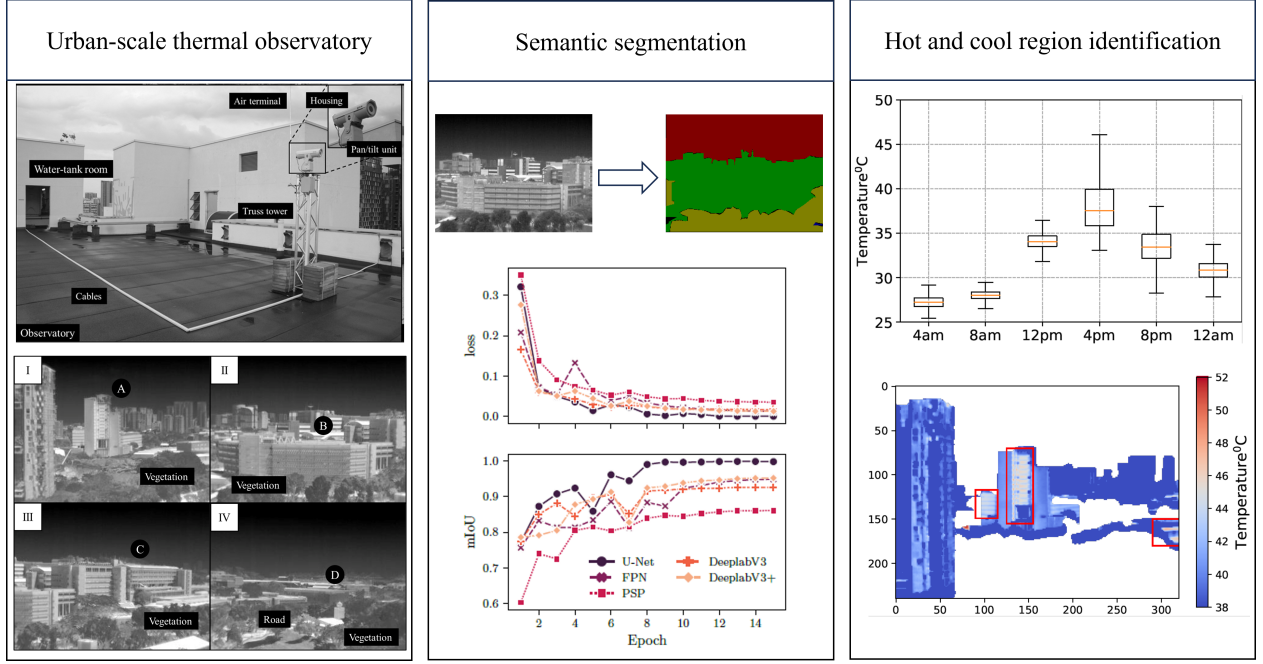 Urban-scale thermal observatory
Air terminal
Housing
Pan/tilt unit
Water-tank room
Truss tower
Cables
Observatory
I
A
Vegetation
II
B
Vegetation
III
C
Vegetation
IV
D
Road
Vegetation
Semantic segmentation
loss
0.3
0.2
0.1
0.0
mIoU
1.0
0.9
0.8
0.7
0.6
U-Net
FPN
PSP
DeeplabV3
DeeplabV3+
2 4 6 8 10 12 14
Epoch
Hot and cool region identification
Temperature⁰C
50
45
40
35
30
25
4am 8am 12pm 4pm 8pm 12am
0
50
100
150
200
0 50 100 150 200 250 300
52
50
48
46
44
42
40
38
Temperature⁰C